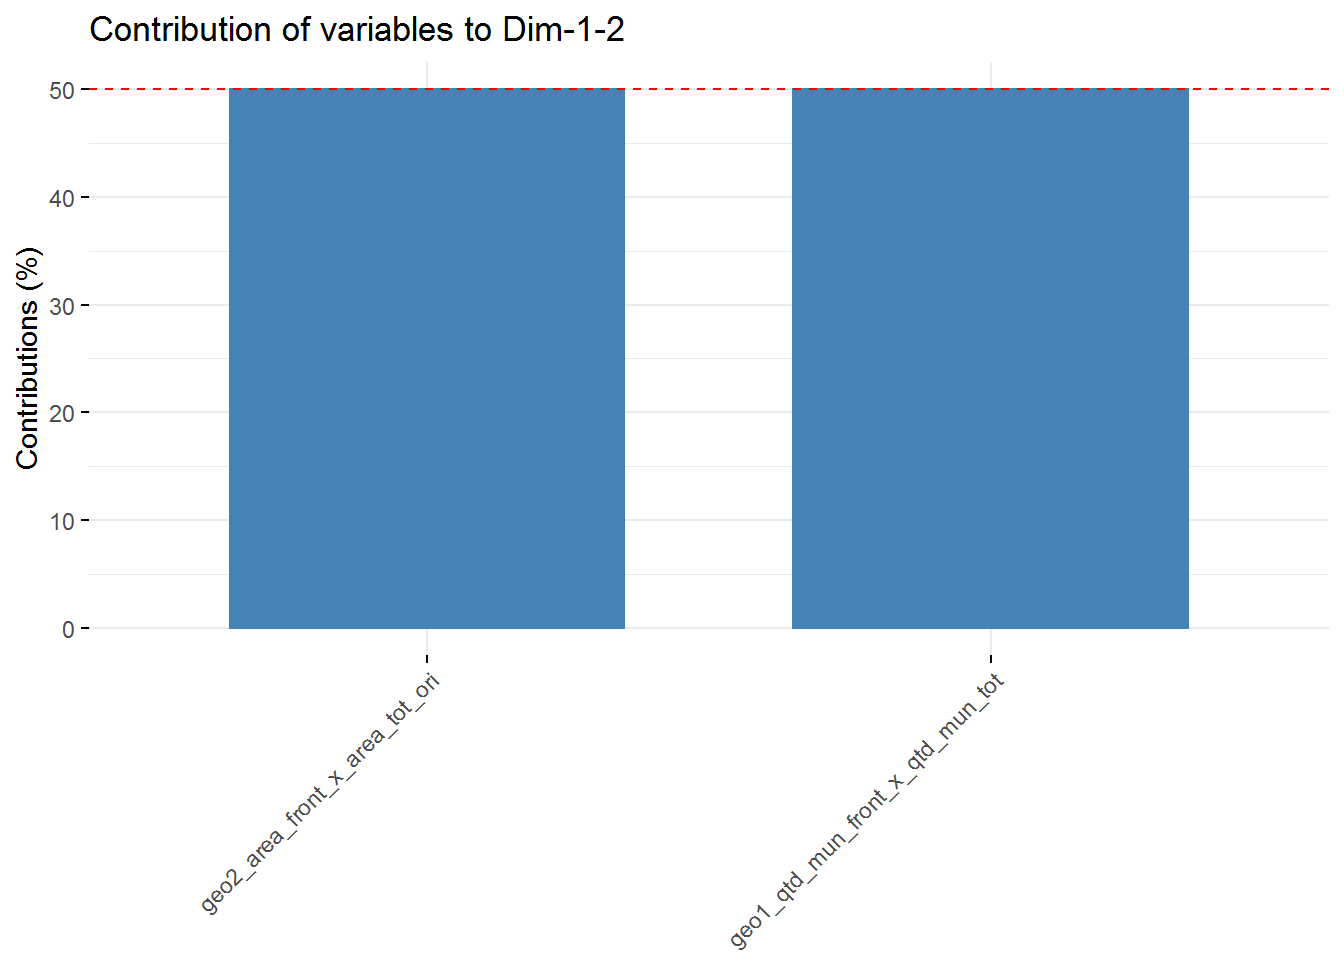 Contribution of variables to Dim-1-2
Contributions (%)
50
40
30
20
10
0
geo2_area_front_x_area_tot_ori
geo1_qtd_mun_front_x_qtd_mun_tot